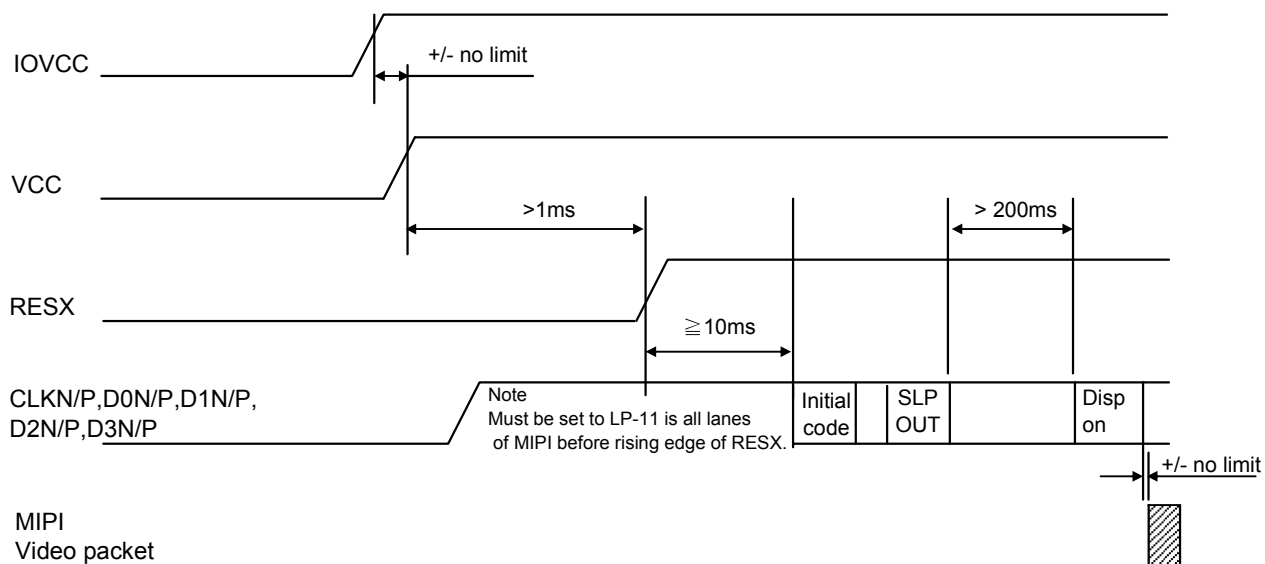 IOVCC
+/- no limit
VCC
>1ms
> 200ms
RESX
≧10ms
CLKN/P,D0N/P,D1N/P,
D2N/P,D3N/P
Note
Must be set to LP-11 is all lanes
of MIPI before rising edge of RESX.
Initial
code
SLP
OUT
Disp
on
+/- no limit
MIPI
Video packet